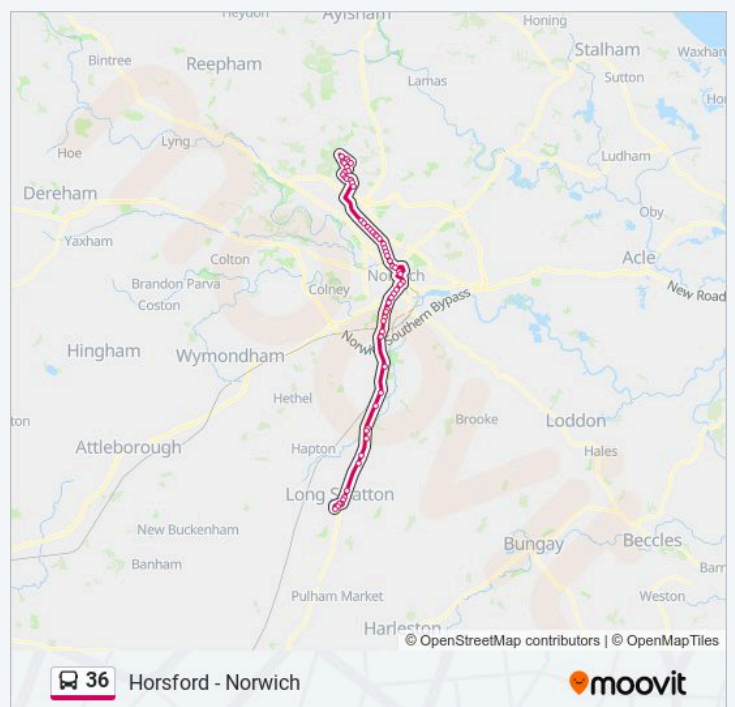 Heydon
Aylsham
Honing
Bintree
Reepham
Stalham
Waxham
Lamas
Sutton
Lyng
Hoe
Ludham
Dereham
Oby
Yaxham
Colton
Acle
Norwich
Brandon Parva
Colney
Coston
New Road
Norwich Southern Bypass
Hingham
Wymondham
Hethel
Brooke
Loddon
Attleborough
Hapton
Hales
Long Stratton
New Buckenham
Bungay
Beccles
Banham
Weston
Pulham Market
Harleston
© OpenStreetMap contributors | © OpenMapTiles
36 Horsford - Norwich
moovit